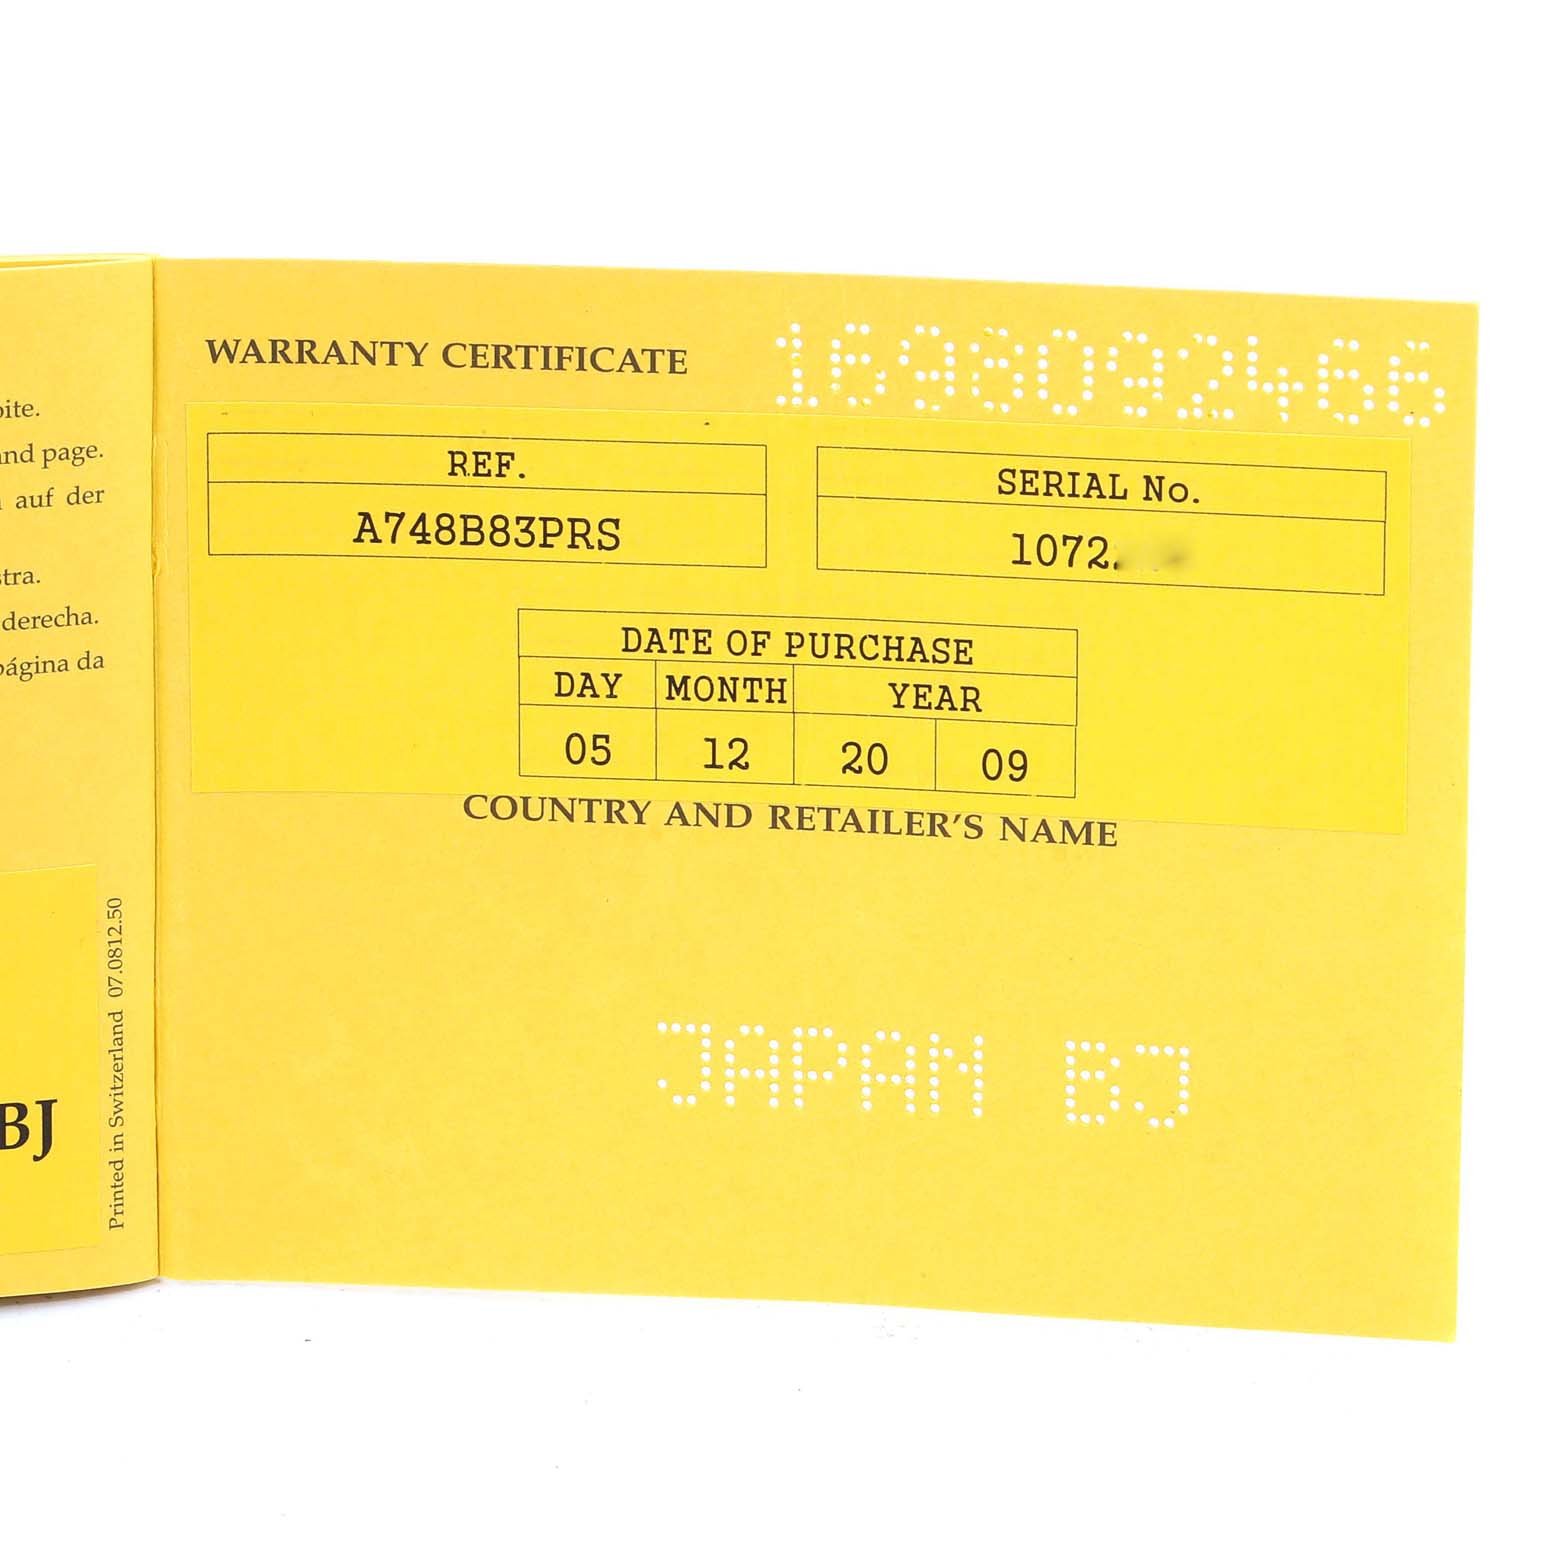 oite.
and page.
auf der
stra.
derecha.
página da
BJ
Printed in Switzerland 07.0812.50
WARRANTY CERTIFICATE
1698092466
REF.
A748B83PRS
SERIAL No.
1072
DATE OF PURCHASE
DAY MONTH YEAR
05 12 20 09
COUNTRY AND RETAILER'S NAME
JAPAN BJ